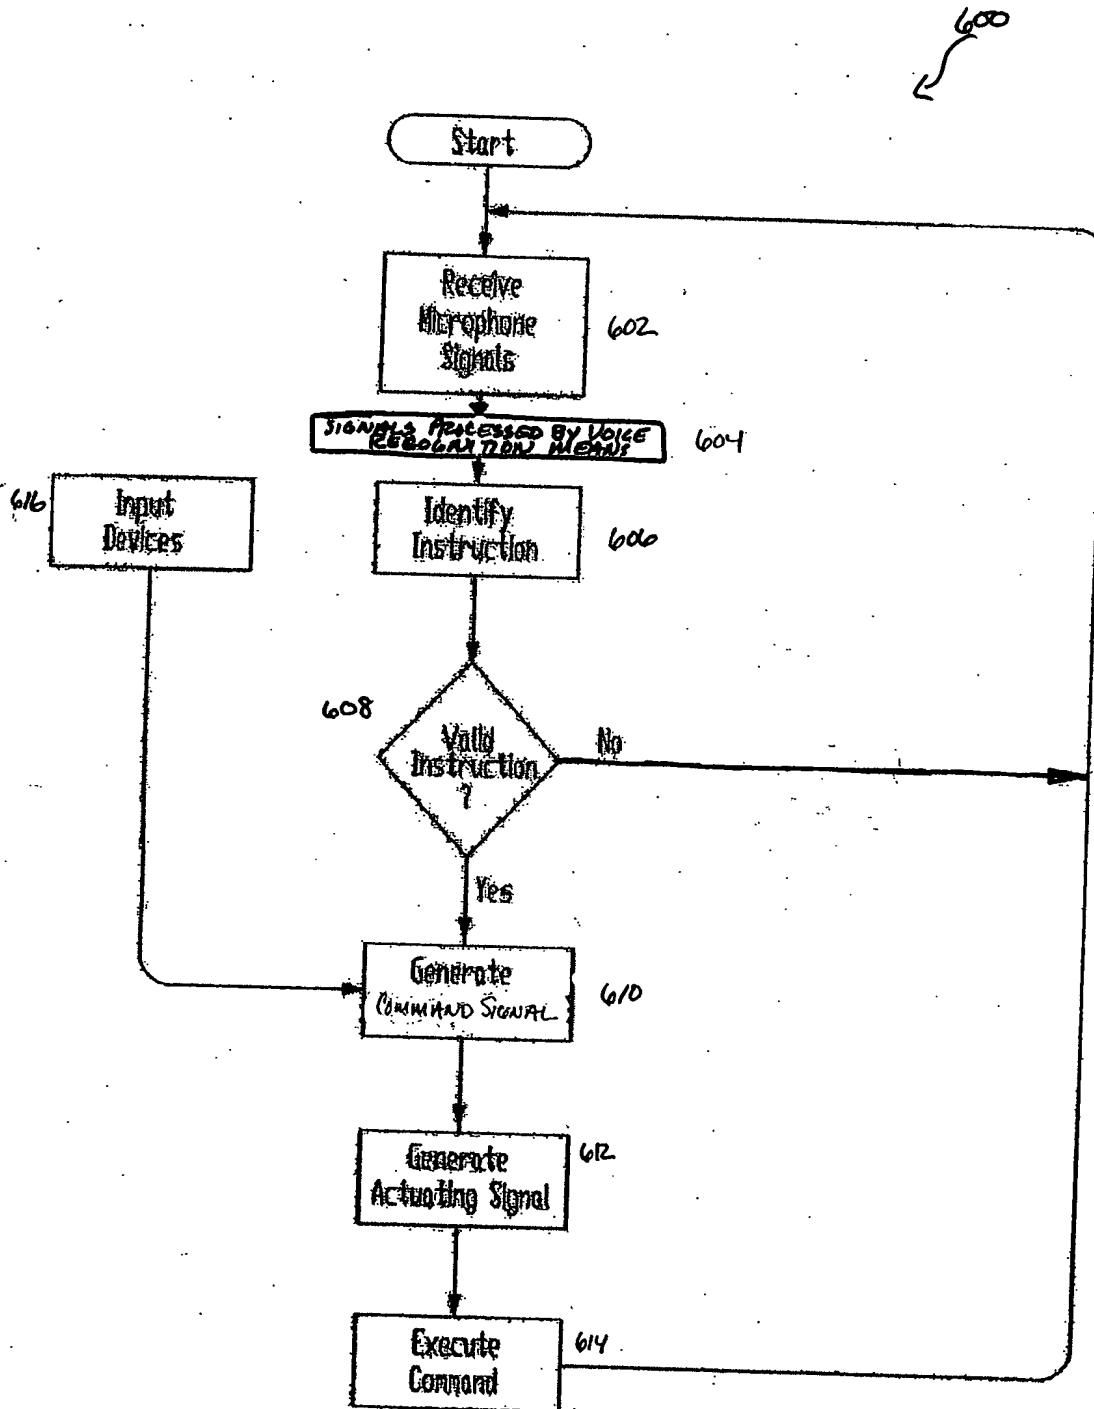 600
Start
Receive
Microphone
Signals
602
SIGNALS PROCESSED BY VOICE
RECOGNITION MEANS
604
616
Input
Devices
Identify
Instruction
606
608
Valid
Instruction
?
No
Yes
Generate
COMMAND SIGNAL
610
Generate
Actuating Signal
612
Execute
Command
614